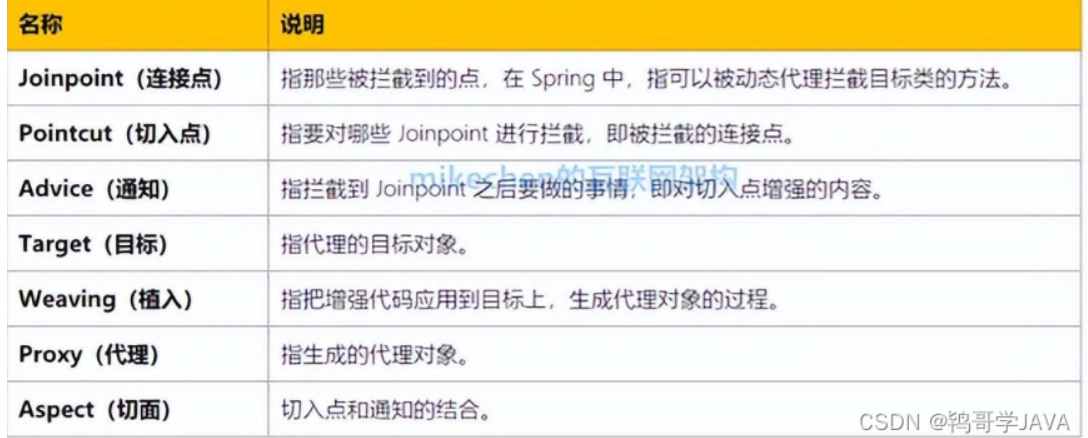 名称 说明
Joinpoint（连接点） 指那些被拦截到的点，在 Spring 中，指可以被动态代理拦截目标类的方法。
Pointcut（切入点） 指要对哪些 Joinpoint 进行拦截，即被拦截的连接点。
mikechen的互联网架构
Advice（通知） 指拦截到 Joinpoint 之后要做的事情，即对切入点增强的内容。
Target（目标） 指代理的目标对象。
Weaving（植入） 指把增强代码应用到目标上，生成代理对象的过程。
Proxy（代理） 指生成的代理对象。
Aspect（切面） 切入点和通知的结合。
CSDN @鸨哥学JAVA